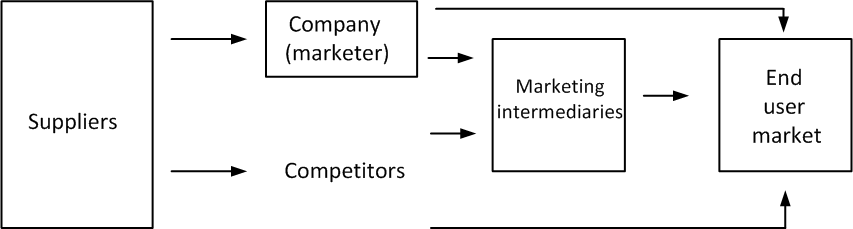 Company
(marketer)
Suppliers
Competitors
Marketing
intermediaries
End
user
market